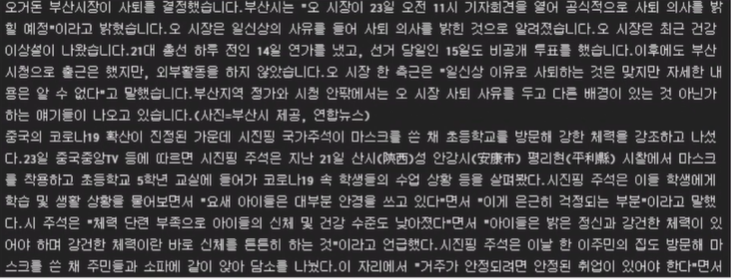 오거돈 부산시장이 사퇴를 결정했습니다.부산시는 "오 시장이 23일 오전 11시 기자회견을 열어 공식적으로 사퇴 의사를 밝
힐 예정"이라고 밝혔습니다.오 시장은 일신상의 사유를 들어 사퇴 의사를 밝힌 것으로 알려졌습니다.오 시장은 최근 건강
이상설이 나왔습니다.21대 총선 하루 전인 14일 연가를 냈고, 선거 당일인 15일도 비공개 투표를 했습니다.이후에도 부산
시청으로 출근은 했지만, 외부활동을 하지 않았습니다.오 시장 한 측근은 "일신상 이유로 사퇴하는 것은 맞지만 자세한 내
용은 알 수 없다"고 말했습니다.부산지역 정가와 시청 안팎에서는 오 시장 사퇴 사유를 두고 다른 배경이 있는 것 아닌가
하는 얘기들이 나오고 있습니다.(사진=부산시 제공, 연합뉴스)
중국의 코로나19 확산이 진정된 가운데 시진핑 국가주석이 마스크를 쓴 채 초등학교를 방문해 강한 체력을 강조하고 나섰
다.23일 중국중앙TV 등에 따르면 시진핑 주석은 지난 21일 산시(陝西)성 안캉시(安康市) 핑리현(平利縣) 시찰에서 마스크
를 착용하고 초등학교 5학년 교실에 들어가 코로나19 속 학생들의 수업 상황 등을 살펴봤다.시진핑 주석은 이들 학생에게
학습 및 생활 상황을 물어보면서 "요새 아이들은 대부분 안경을 쓰고 있다"면서 "이게 은근히 걱정되는 부분"이라고 말했
다.시 주석은 "체력 단련 부족으로 아이들의 신체 및 건강 수준도 낮아졌다"면서 "아이들은 밝은 정신과 강건한 체력이 있
어야 하며 강건한 체력이란 바로 신체를 튼튼히 하는 것"이라고 언급했다.시진핑 주석은 이날 한 이주민의 집도 방문해 마
스크를 쓴 채 주민들과 소파에 같이 앉아 담소를 나눴다.이 자리에서 "거주가 안정되려면 안정된 취업이 있어야 한다"면서